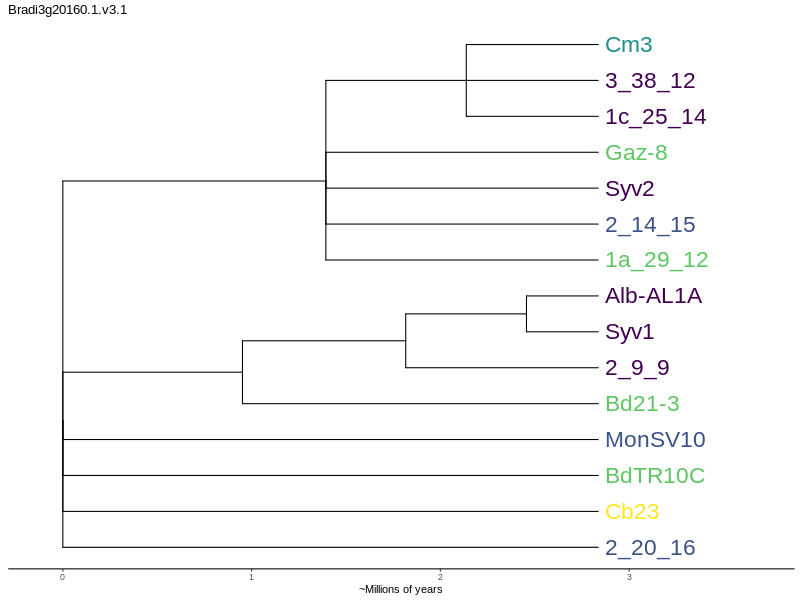 Bradi3g20160.1.v3.1
Cm3
3_38_12
1c_25_14
Gaz-8
Syv2
2_14_15
1a_29_12
Alb-AL1A
Syv1
2_9_9
Bd21-3
MonSV10
BdTR10C
Cb23
2_20_16
0 1 2 3
~Millions of years